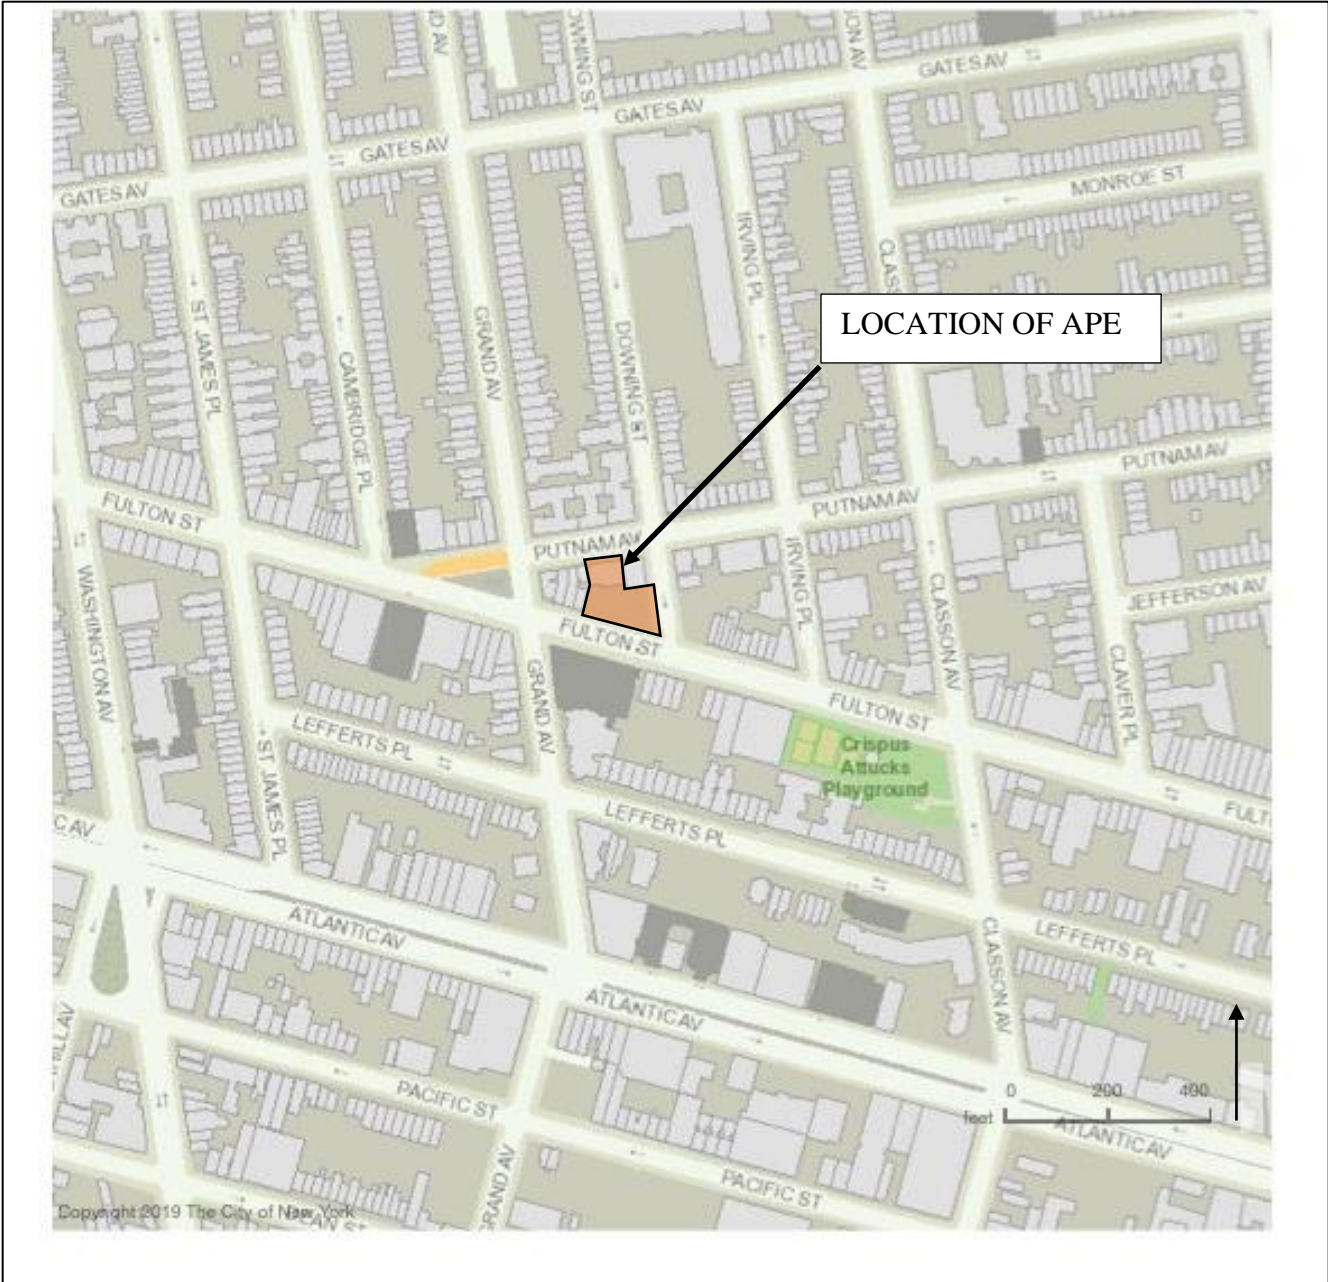 DOWNING ST
GATES AV
GATES AV
GATES AV
GATES AV
MONROE ST
ST JAMES PL
CAMBRIDGE PL
GRAND AV
DOWNING ST
IRVING PL
LOCATION OF APE
PUTNAM AV
PUTNAM AV
PUTNAM AV
FULTON ST
WASHINGTON AV
FULTON ST
IRVING PL
CLASSON AV
JEFFERSON AV
CLAVER PL
GRAND AV
FULTON ST
Crispus
Attucks
Playground
LEFFERTS PL
ST JAMES PL
LEFFERTS PL
ATLANTIC AV
CLASSON AV
LEFFERTS PL
ATLANTIC AV
PACIFIC ST
0 200 400
feet
ATLANTIC AV
PACIFIC ST
Copyright 2019 The City of New York